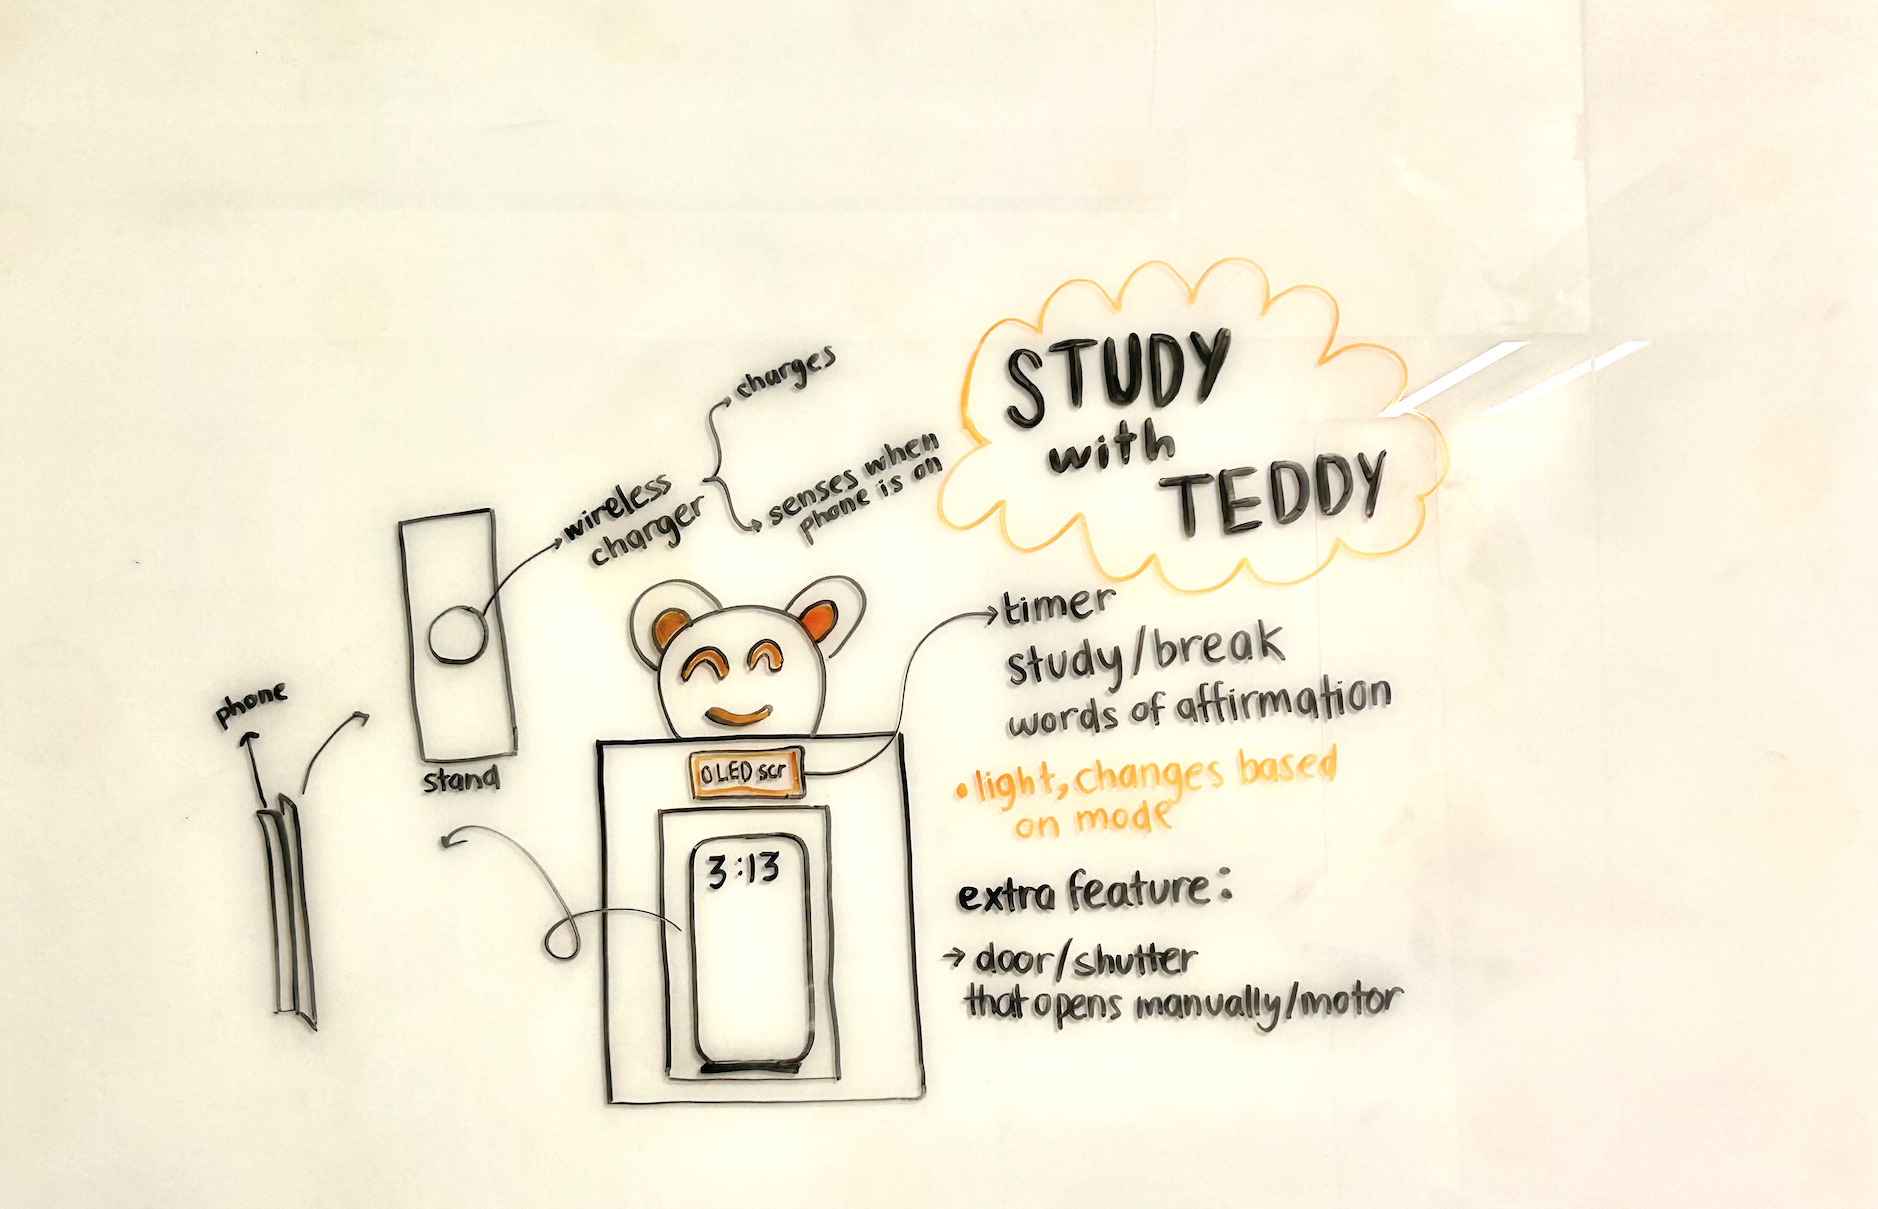 STUDY
with
TEDDY
charges
senses when
phone is on
wireless
charger
phone
stand
OLED scr
3:13
timer
study/break
words of affirmation
• light, changes based
on mode
extra feature:
→ door/shutter
that opens manually/motor